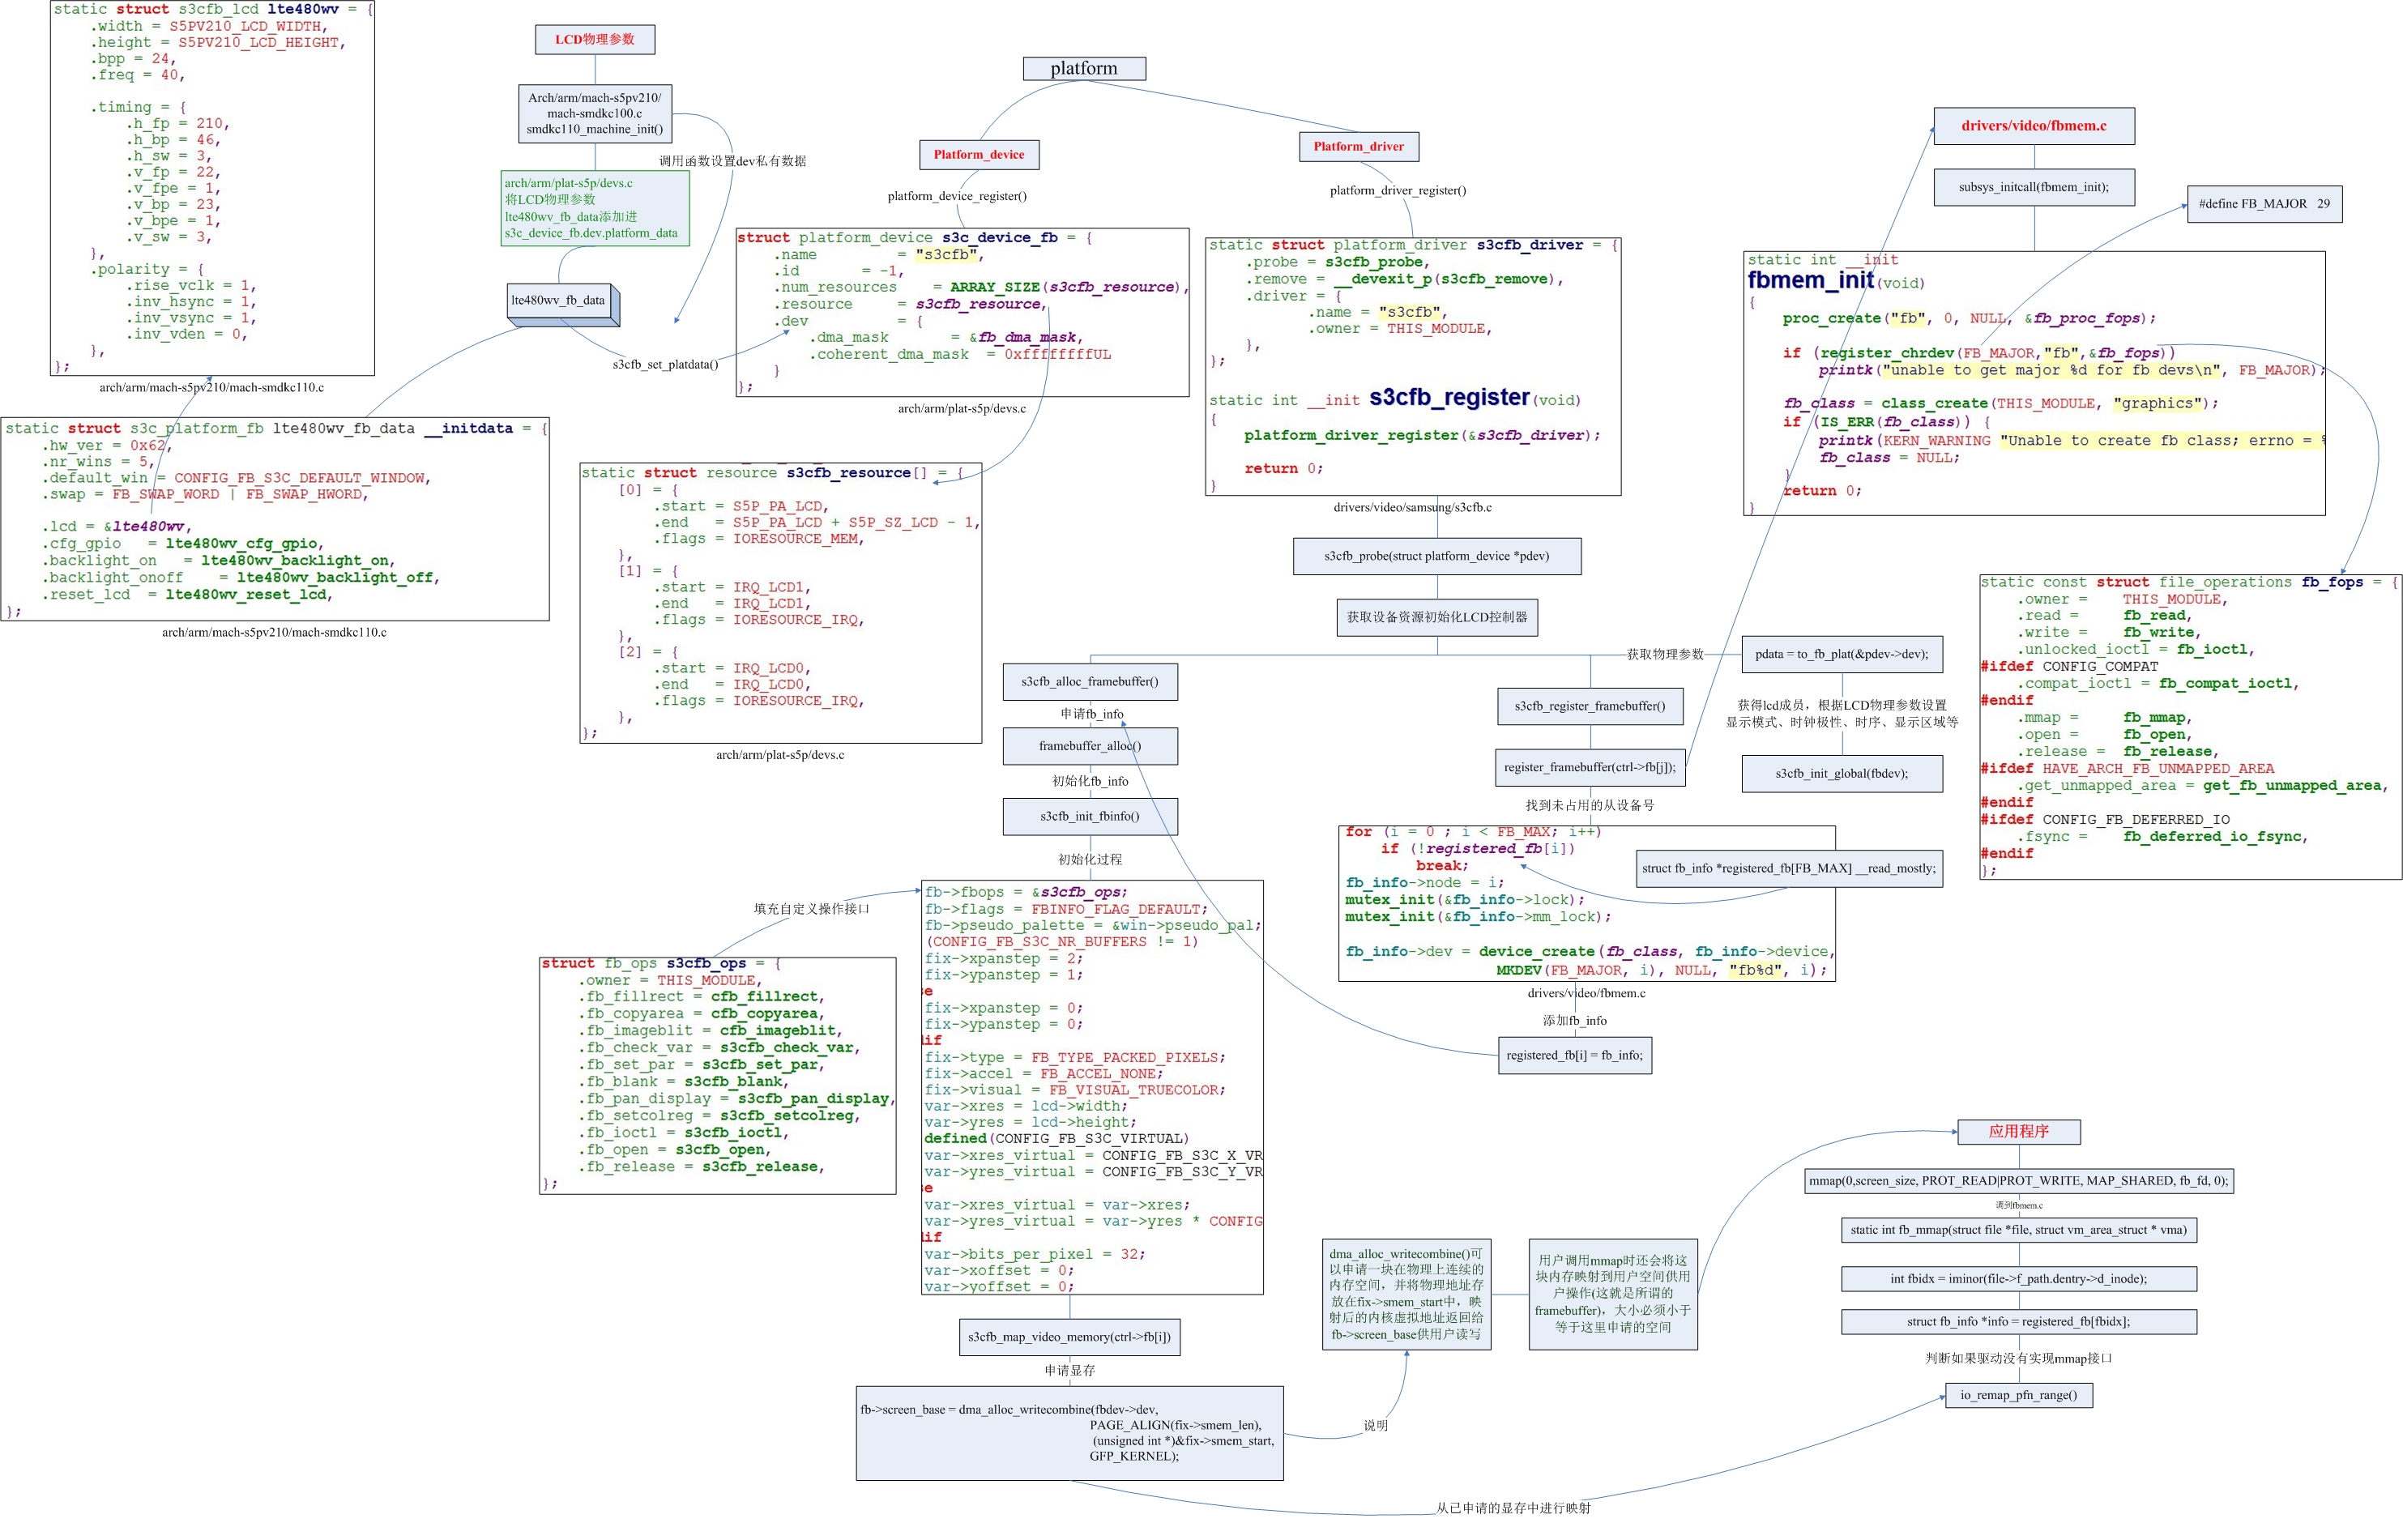 static struct s3cfb_lcd lte480wv = {
.width = S5PV210_LCD_WIDTH,
.height = S5PV210_LCD_HEIGHT,
.bpp = 24,
.freq = 40,
.timing = {
.h_fp = 210,
.h_bp = 46,
.h_sw = 3,
.v_fp = 22,
.v_fpe = 1,
.v_bp = 23,
.v_bpe = 1,
.v_sw = 3,
},
.polarity = {
.rise_vclk = 1,
.inv_hsync = 1,
.inv_vsync = 1,
.inv_vden = 0,
},
};
arch/arm/mach-s5pv210/mach-smdkc110.c
static struct s3c_platform_fb lte480wv_fb_data __initdata = {
.hw_ver = 0x62,
.nr_wins = 5,
.default_win = CONFIG_FB_S3C_DEFAULT_WINDOW,
.swap = FB_SWAP_WORD | FB_SWAP_HWORD,
.lcd = &lte480wv,
.cfg_gpio = lte480wv_cfg_gpio,
.backlight_on = lte480wv_backlight_on,
.backlight_onoff = lte480wv_backlight_off,
.reset_lcd = lte480wv_reset_lcd,
};
arch/arm/mach-s5pv210/mach-smdkc110.c
LCD物理参数
Arch/arm/mach-s5pv210/
mach-smdkc100.c
smdkc110_machine_init()
调用函数设置dev私有数据
arch/arm/plat-s5p/devs.c
将LCD物理参数
lte480wv_fb_data添加进
s3c_device_fb.dev.platform_data
lte480wv_fb_data
s3cfb_set_platdata()
platform
Platform_device
platform_device_register()
struct platform_device s3c_device_fb = {
.name = "s3cfb",
.id = -1,
.num_resources = ARRAY_SIZE(s3cfb_resource),
.resource = s3cfb_resource,
.dev = {
.dma_mask = &fb_dma_mask,
.coherent_dma_mask = 0xffffffffUL
}
};
arch/arm/plat-s5p/devs.c
static struct resource s3cfb_resource[] = {
[0] = {
.start = S5P_PA_LCD,
.end = S5P_PA_LCD + S5P_SZ_LCD - 1,
.flags = IORESOURCE_MEM,
},
[1] = {
.start = IRQ_LCD1,
.end = IRQ_LCD1,
.flags = IORESOURCE_IRQ,
},
[2] = {
.start = IRQ_LCD0,
.end = IRQ_LCD0,
.flags = IORESOURCE_IRQ,
},
};
arch/arm/plat-s5p/devs.c
Platform_driver
platform_driver_register()
static struct platform_driver s3cfb_driver = {
.probe = s3cfb_probe,
.remove = __devexit_p(s3cfb_remove),
.driver = {
.name = "s3cfb",
.owner = THIS_MODULE,
},
};
static int __init s3cfb_register(void)
{
platform_driver_register(&s3cfb_driver);
return 0;
}
drivers/video/samsung/s3cfb.c
s3cfb_probe(struct platform_device *pdev)
获取设备资源初始化LCD控制器
获取物理参数
pdata = to_fb_plat(&pdev->dev);
获得lcd成员，根据LCD物理参数设置
显示模式、时钟极性、时序、显示区域等
s3cfb_init_global(fbdev);
s3cfb_alloc_framebuffer()
申请fb_info
framebuffer_alloc()
初始化fb_info
s3cfb_init_fbinfo()
初始化过程
fb->fbops = &s3cfb_ops;
fb->flags = FBINFO_FLAG_DEFAULT;
fb->pseudo_palette = &win->pseudo_pal;
(CONFIG_FB_S3C_NR_BUFFERS != 1)
fix->xpanstep = 2;
fix->ypanstep = 1;
se
fix->xpanstep = 0;
fix->ypanstep = 0;
dif
fix->type = FB_TYPE_PACKED_PIXELS;
fix->accel = FB_ACCEL_NONE;
fix->visual = FB_VISUAL_TRUECOLOR;
var->xres = lcd->width;
var->yres = lcd->height;
defined(CONFIG_FB_S3C_VIRTUAL)
var->xres_virtual = CONFIG_FB_S3C_X_VR
var->yres_virtual = CONFIG_FB_S3C_Y_VR
se
var->xres_virtual = var->xres;
var->yres_virtual = var->yres * CONFIG
dif
var->bits_per_pixel = 32;
var->xoffset = 0;
var->yoffset = 0;
填充自定义操作接口
struct fb_ops s3cfb_ops = {
.owner = THIS_MODULE,
.fb_fillrect = cfb_fillrect,
.fb_copyarea = cfb_copyarea,
.fb_imageblit = cfb_imageblit,
.fb_check_var = s3cfb_check_var,
.fb_set_par = s3cfb_set_par,
.fb_blank = s3cfb_blank,
.fb_pan_display = s3cfb_pan_display,
.fb_setcolreg = s3cfb_setcolreg,
.fb_ioctl = s3cfb_ioctl,
.fb_open = s3cfb_open,
.fb_release = s3cfb_release,
};
s3cfb_map_video_memory(ctrl->fb[i])
申请显存
fb->screen_base = dma_alloc_writecombine(fbdev->dev,
PAGE_ALIGN(fix->smem_len),
(unsigned int *)&fix->smem_start,
GFP_KERNEL);
说明
dma_alloc_writecombine()可
以申请一块在物理上连续的
内存空间，并将物理地址存
放在fix->smem_start中，映
射后的内核虚拟地址返回给
fb->screen_base供用户读写
用户调用mmap时还会将这
块内存映射到用户空间供用
户操作(这就是所谓的
framebuffer)，大小必须小于
等于这里申请的空间
从已申请的显存中进行映射
s3cfb_register_framebuffer()
register_framebuffer(ctrl->fb[j]);
找到未占用的从设备号
for (i = 0 ; i < FB_MAX; i++)
if (!registered_fb[i])
break;
fb_info->node = i;
mutex_init(&fb_info->lock);
mutex_init(&fb_info->mm_lock);
fb_info->dev = device_create(fb_class, fb_info->device,
MKDEV(FB_MAJOR, i), NULL, "fb%d", i);
struct fb_info *registered_fb[FB_MAX] __read_mostly;
drivers/video/fbmem.c
添加fb_info
registered_fb[i] = fb_info;
drivers/video/fbmem.c
subsys_initcall(fbmem_init);
#define FB_MAJOR 29
static int __init
fbmem_init(void)
{
proc_create("fb", 0, NULL, &fb_proc_fops);
if (register_chrdev(FB_MAJOR,"fb",&fb_fops))
printk("unable to get major %d for fb devs\n", FB_MAJOR);
fb_class = class_create(THIS_MODULE, "graphics");
if (IS_ERR(fb_class)) {
printk(KERN_WARNING "Unable to create fb class; errno = %
fb_class = NULL;
}
return 0;
}
static const struct file_operations fb_fops = {
.owner = THIS_MODULE,
.read = fb_read,
.write = fb_write,
.unlocked_ioctl = fb_ioctl,
#ifdef CONFIG_COMPAT
.compat_ioctl = fb_compat_ioctl,
#endif
.mmap = fb_mmap,
.open = fb_open,
.release = fb_release,
#ifdef HAVE_ARCH_FB_UNMAPPED_AREA
.get_unmapped_area = get_fb_unmapped_area,
#endif
#ifdef CONFIG_FB_DEFERRED_IO
.fsync = fb_deferred_io_fsync,
#endif
};
应用程序
mmap(0,screen_size, PROT_READ|PROT_WRITE, MAP_SHARED, fb_fd, 0);
调到fbmem.c
static int fb_mmap(struct file *file, struct vm_area_struct * vma)
int fbidx = iminor(file->f_path.dentry->d_inode);
struct fb_info *info = registered_fb[fbidx];
判断如果驱动没有实现mmap接口
io_remap_pfn_range()